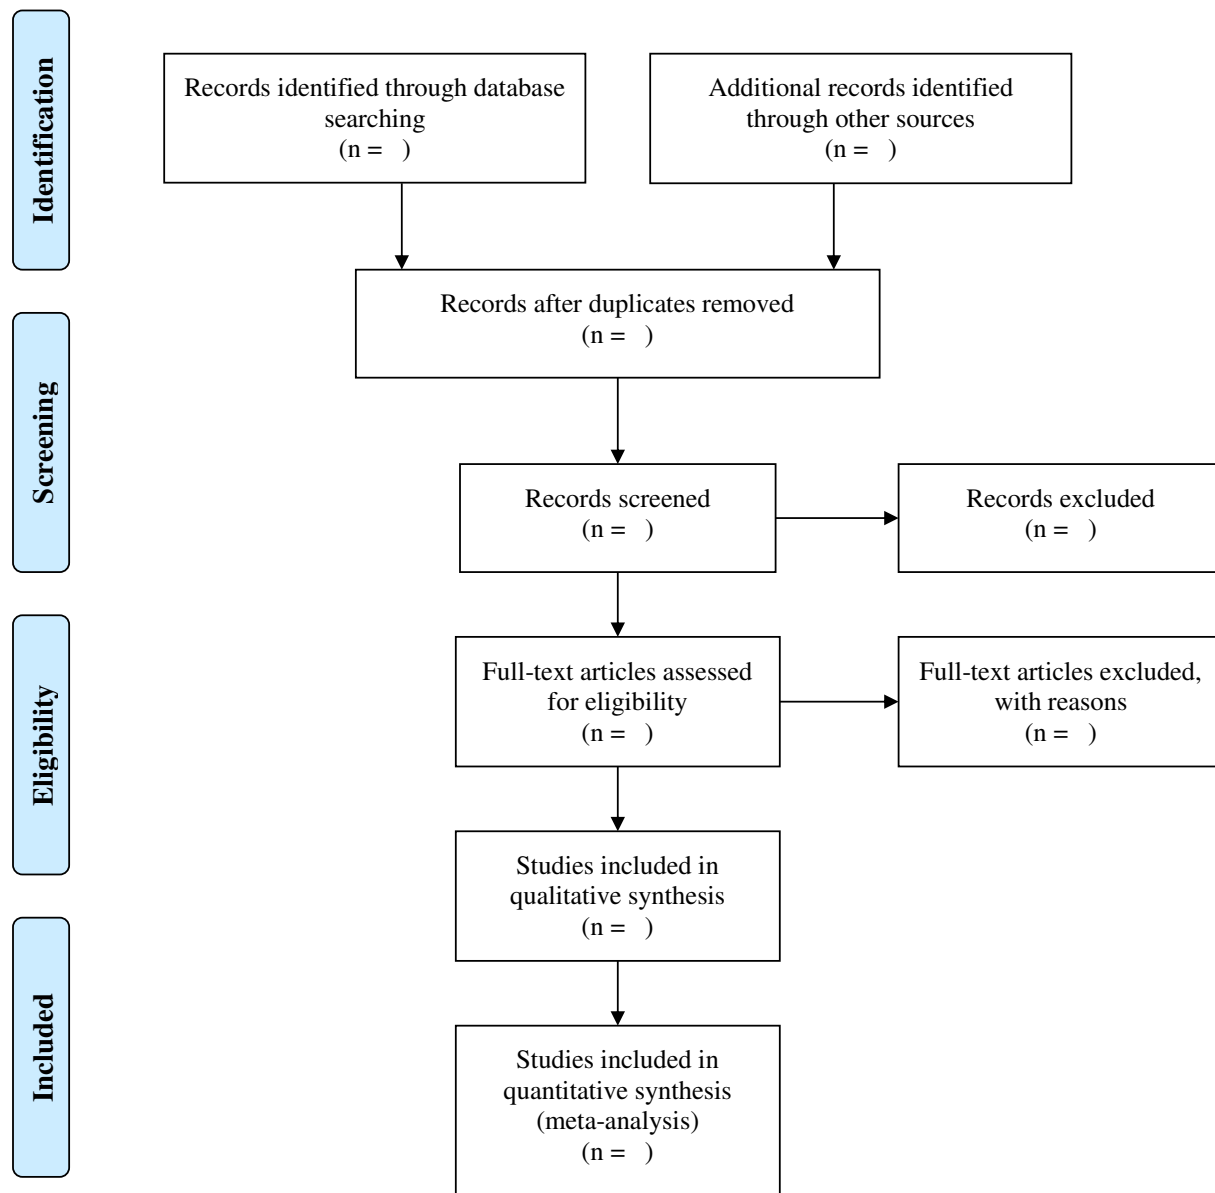 Identification
Records identified through database
searching
(n =   )
Additional records identified
through other sources
(n =   )
Records after duplicates removed
(n =   )
Screening
Records screened
(n =   )
Records excluded
(n =   )
Eligibility
Full-text articles assessed
for eligibility
(n =   )
Full-text articles excluded,
with reasons
(n =   )
Studies included in
qualitative synthesis
(n =   )
Included
Studies included in
quantitative synthesis
(meta-analysis)
(n =   )